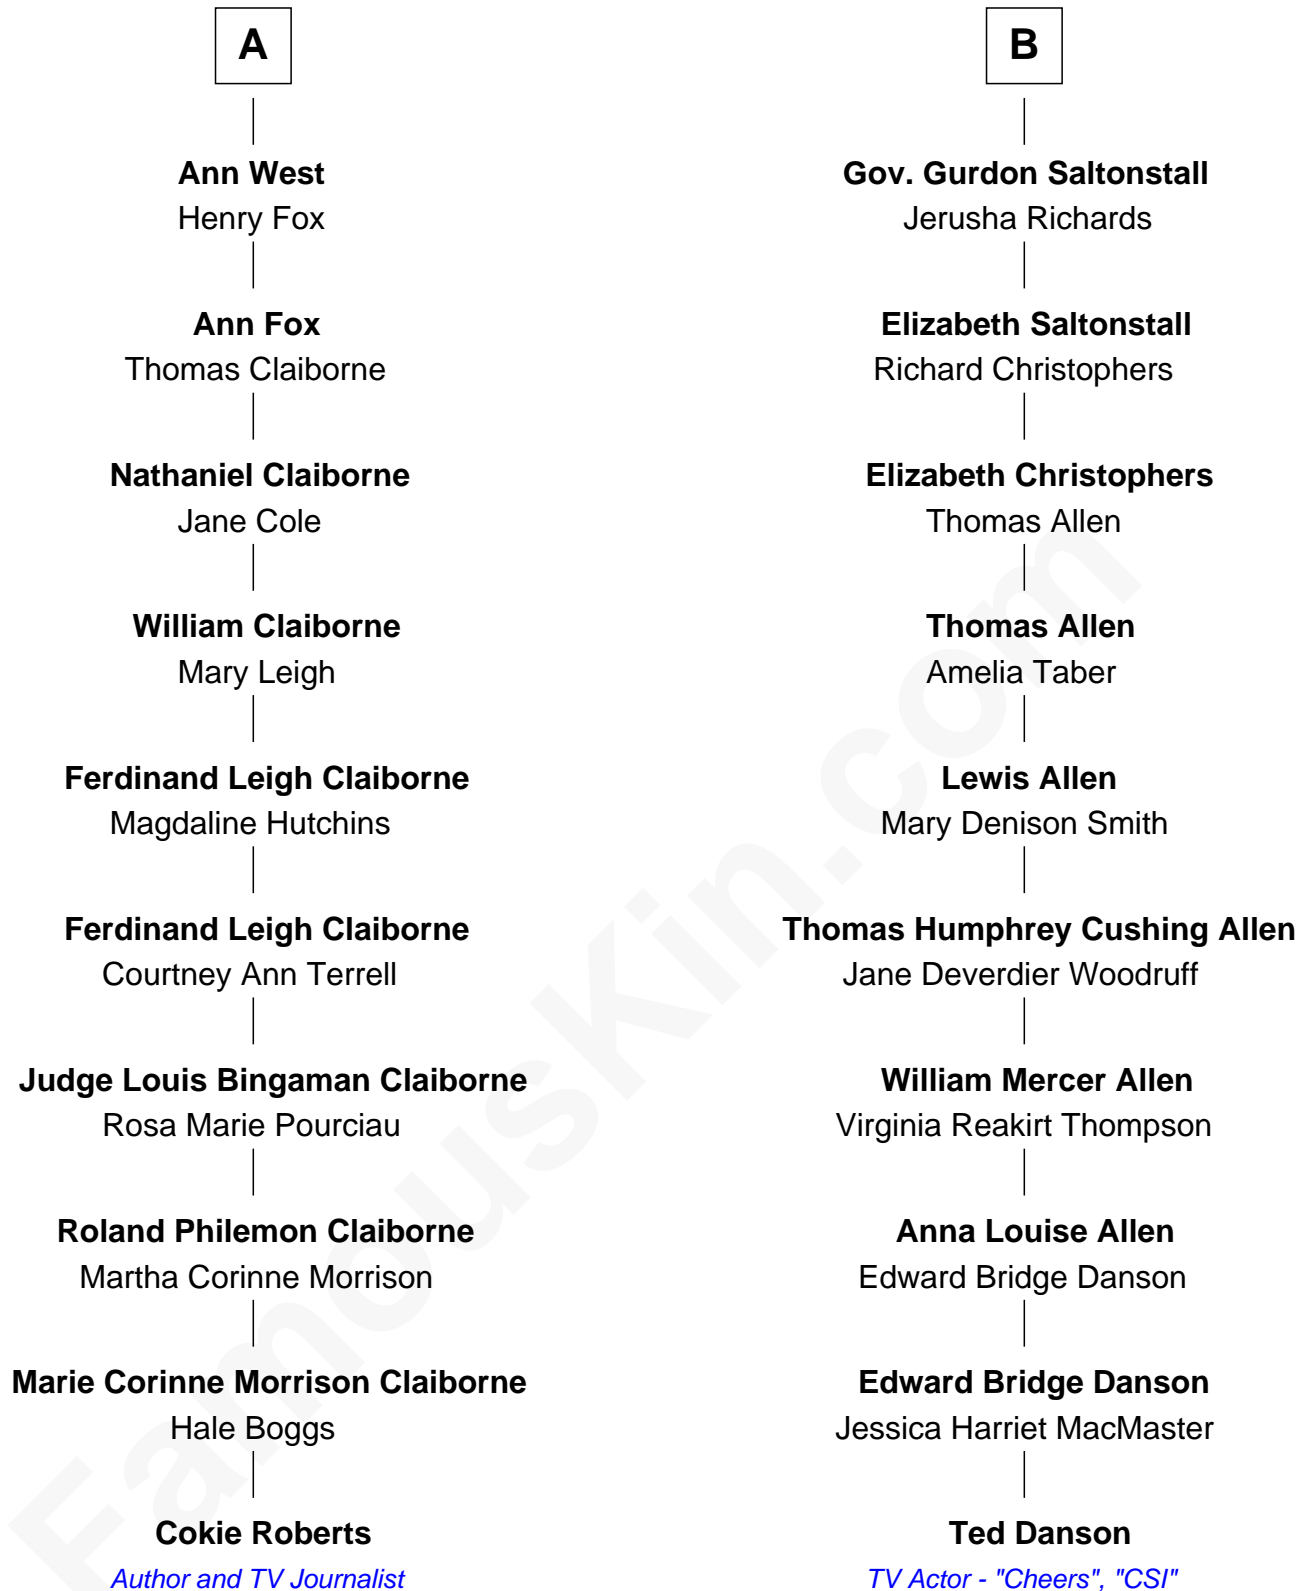 A
Ann West
Henry Fox
Ann Fox
Thomas Claiborne
Nathaniel Claiborne
Jane Cole
William Claiborne
Mary Leigh
Ferdinand Leigh Claiborne
Magdaline Hutchins
Ferdinand Leigh Claiborne
Courtney Ann Terrell
Judge Louis Bingaman Claiborne
Rosa Marie Pourciau
Roland Philemon Claiborne
Martha Corinne Morrison
Marie Corinne Morrison Claiborne
Hale Boggs
Cokie Roberts
Author and TV Journalist
B
Gov. Gurdon Saltonstall
Jerusha Richards
Elizabeth Saltonstall
Richard Christophers
Elizabeth Christophers
Thomas Allen
Thomas Allen
Amelia Taber
Lewis Allen
Mary Denison Smith
Thomas Humphrey Cushing Allen
Jane Deverdier Woodruff
William Mercer Allen
Virginia Reakirt Thompson
Anna Louise Allen
Edward Bridge Danson
Edward Bridge Danson
Jessica Harriet MacMaster
Ted Danson
TV Actor - "Cheers", "CSI"
FamousKin.com